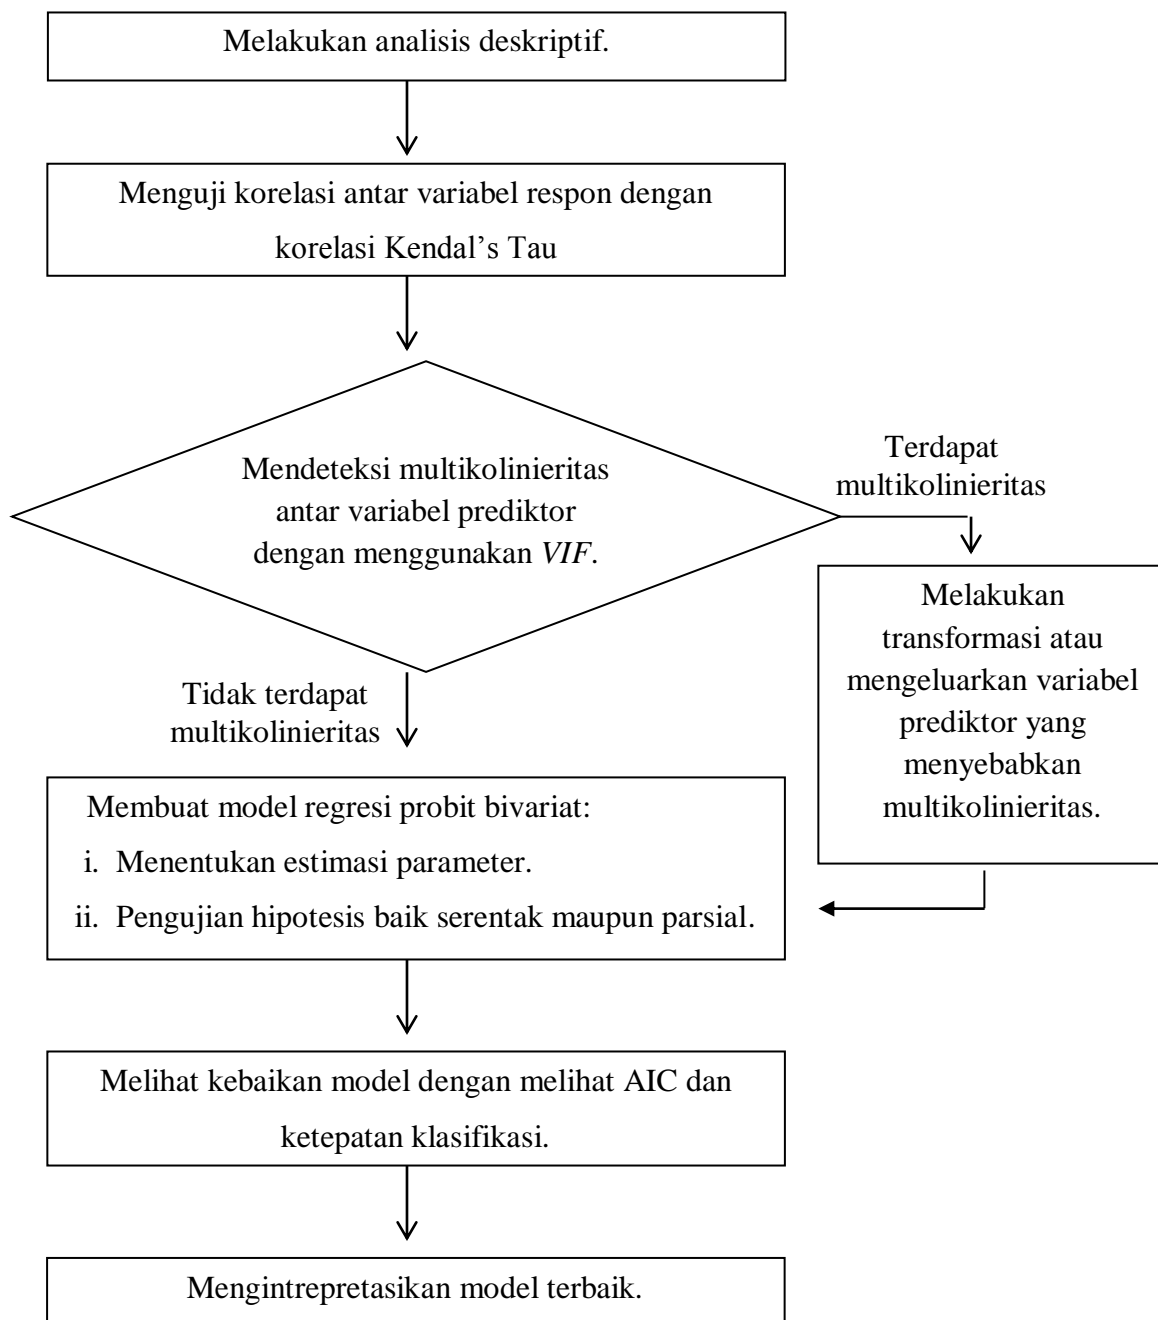 Melakukan analisis deskriptif.
Menguji korelasi antar variabel respon dengan
korelasi Kendal’s Tau
Mendeteksi multikolinieritas
antar variabel prediktor
dengan menggunakan VIF.
Terdapat
multikolinieritas
Melakukan
transformasi atau
mengeluarkan variabel
prediktor yang
menyebabkan
multikolinieritas.
Tidak terdapat
multikolinieritas
Membuat model regresi probit bivariat:
i. Menentukan estimasi parameter.
ii. Pengujian hipotesis baik serentak maupun parsial.
Melihat kebaikan model dengan melihat AIC dan
ketepatan klasifikasi.
Mengintrepretasikan model terbaik.